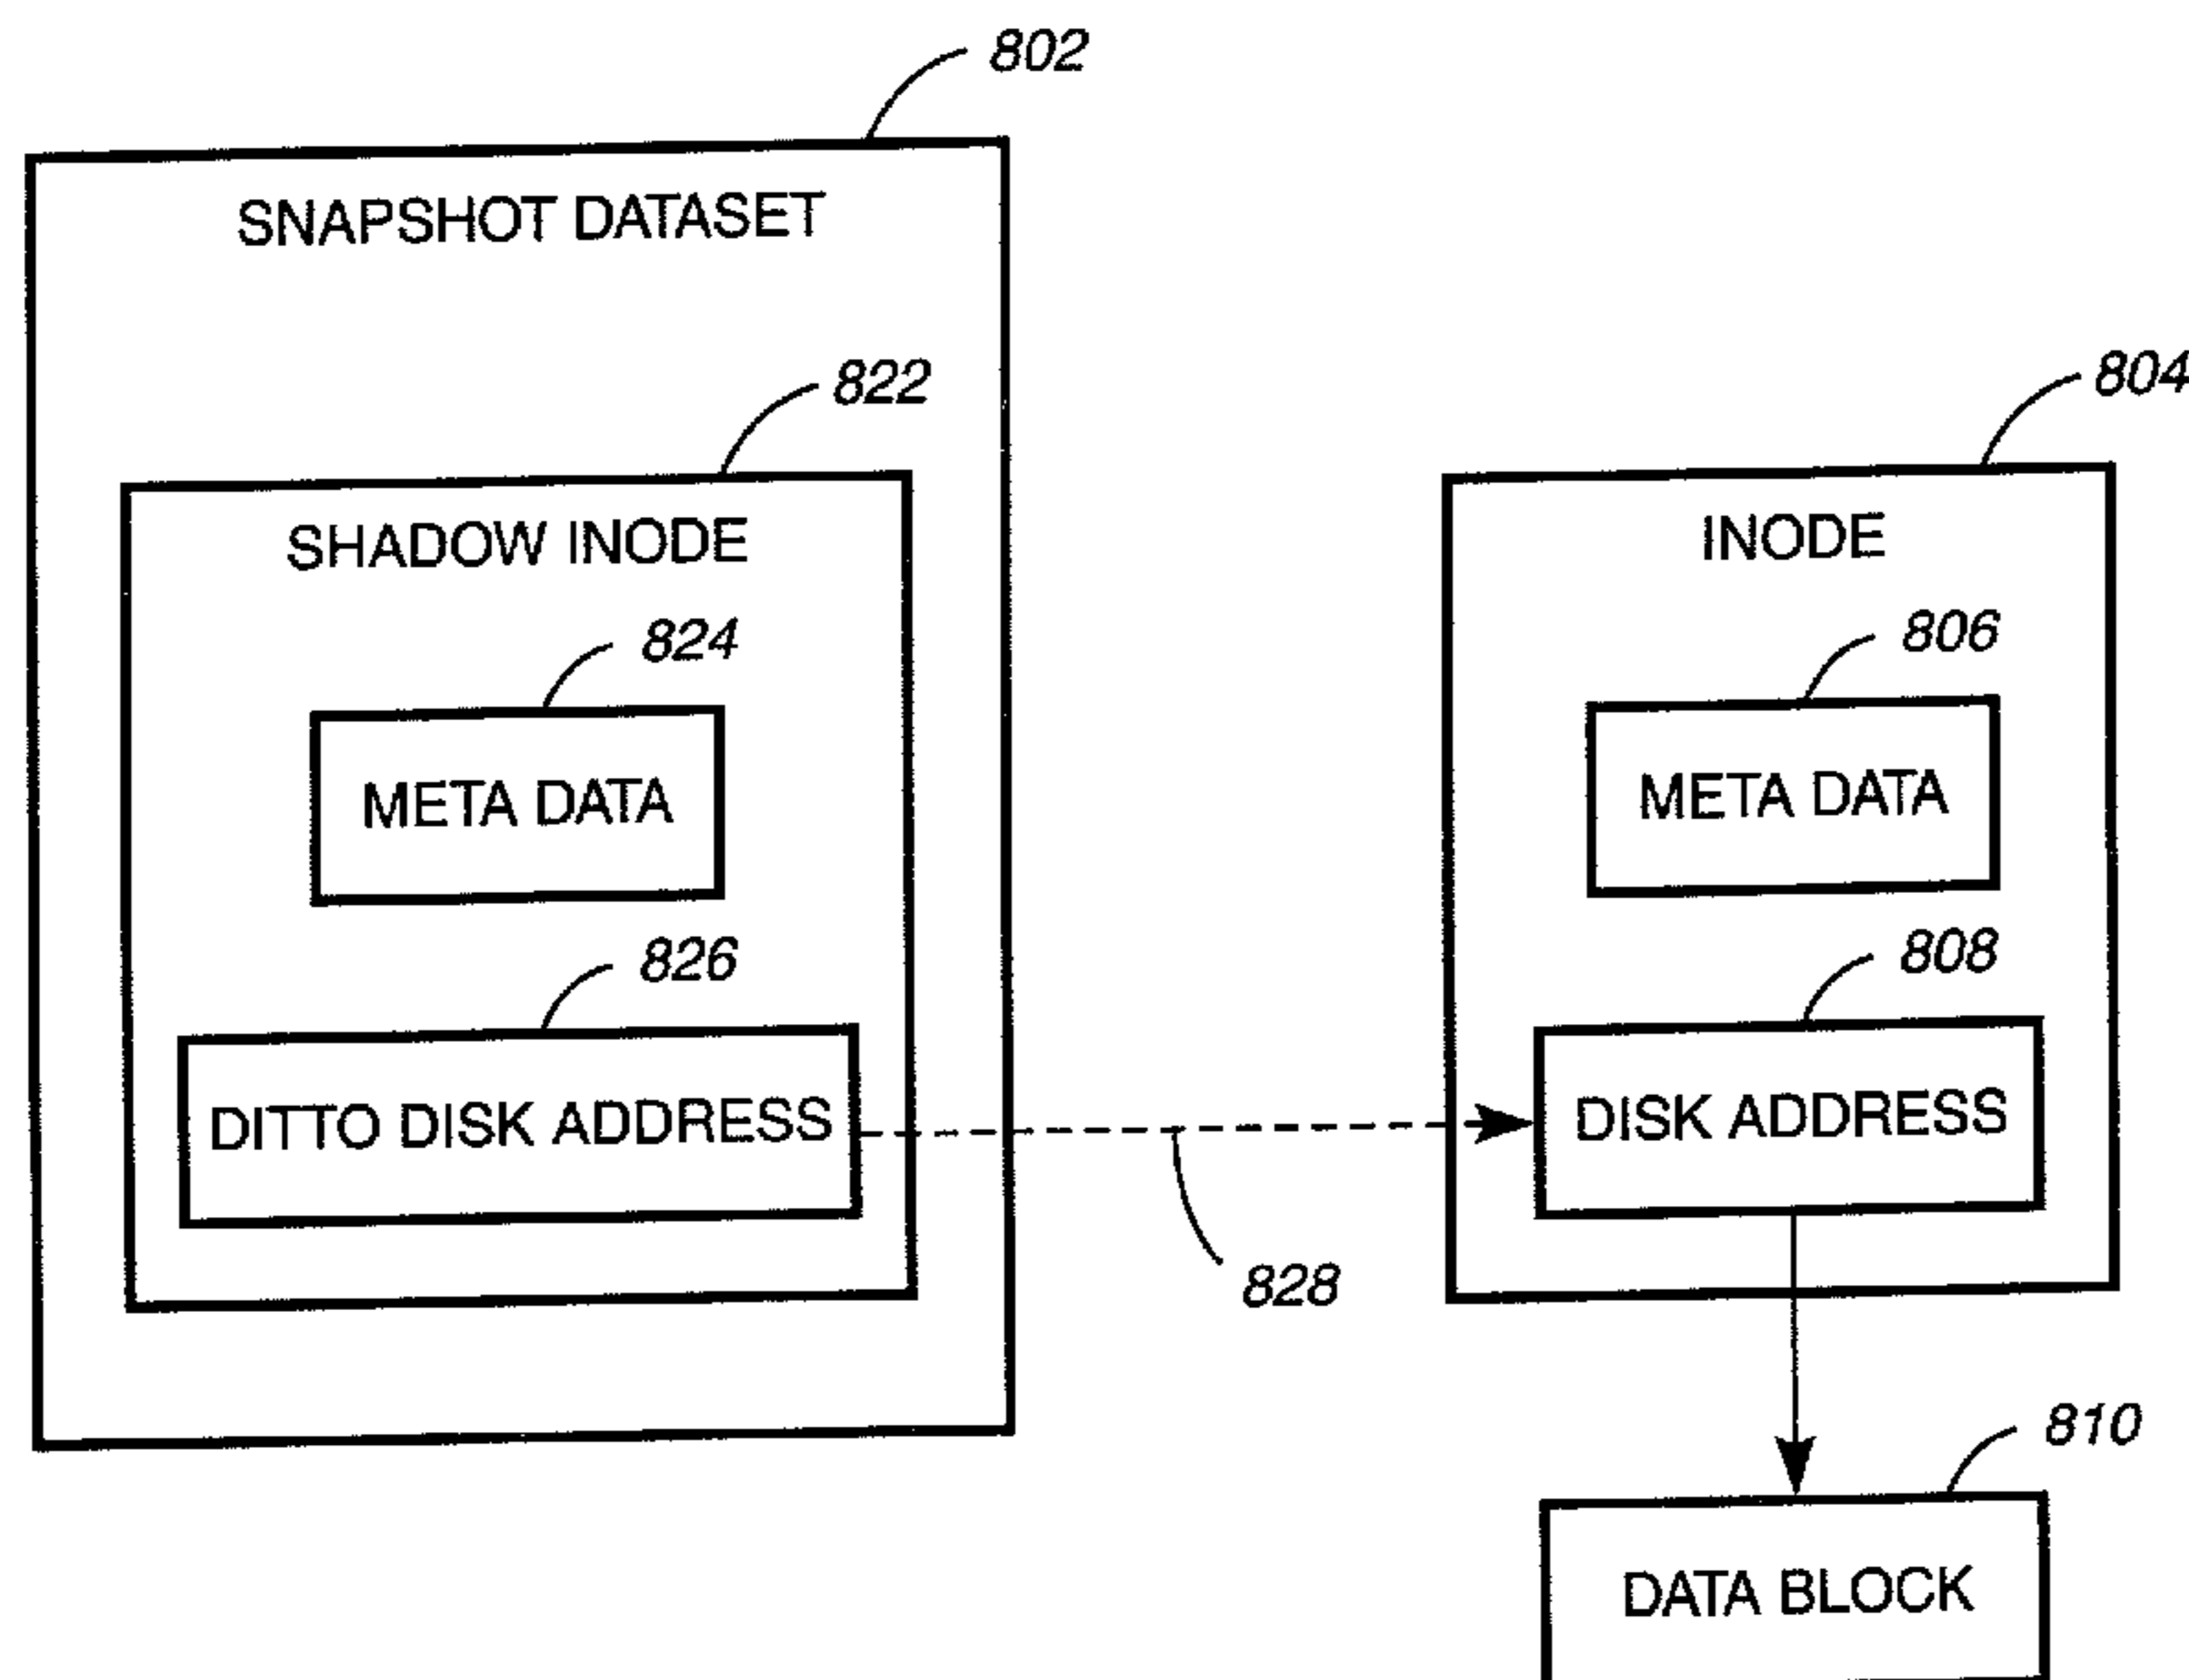 802
SNAPSHOT DATASET
822
804
SHADOW INODE
INODE
824
806
META DATA
META DATA
826
808
DITTO DISK ADDRESS
DISK ADDRESS
828
810
DATA BLOCK